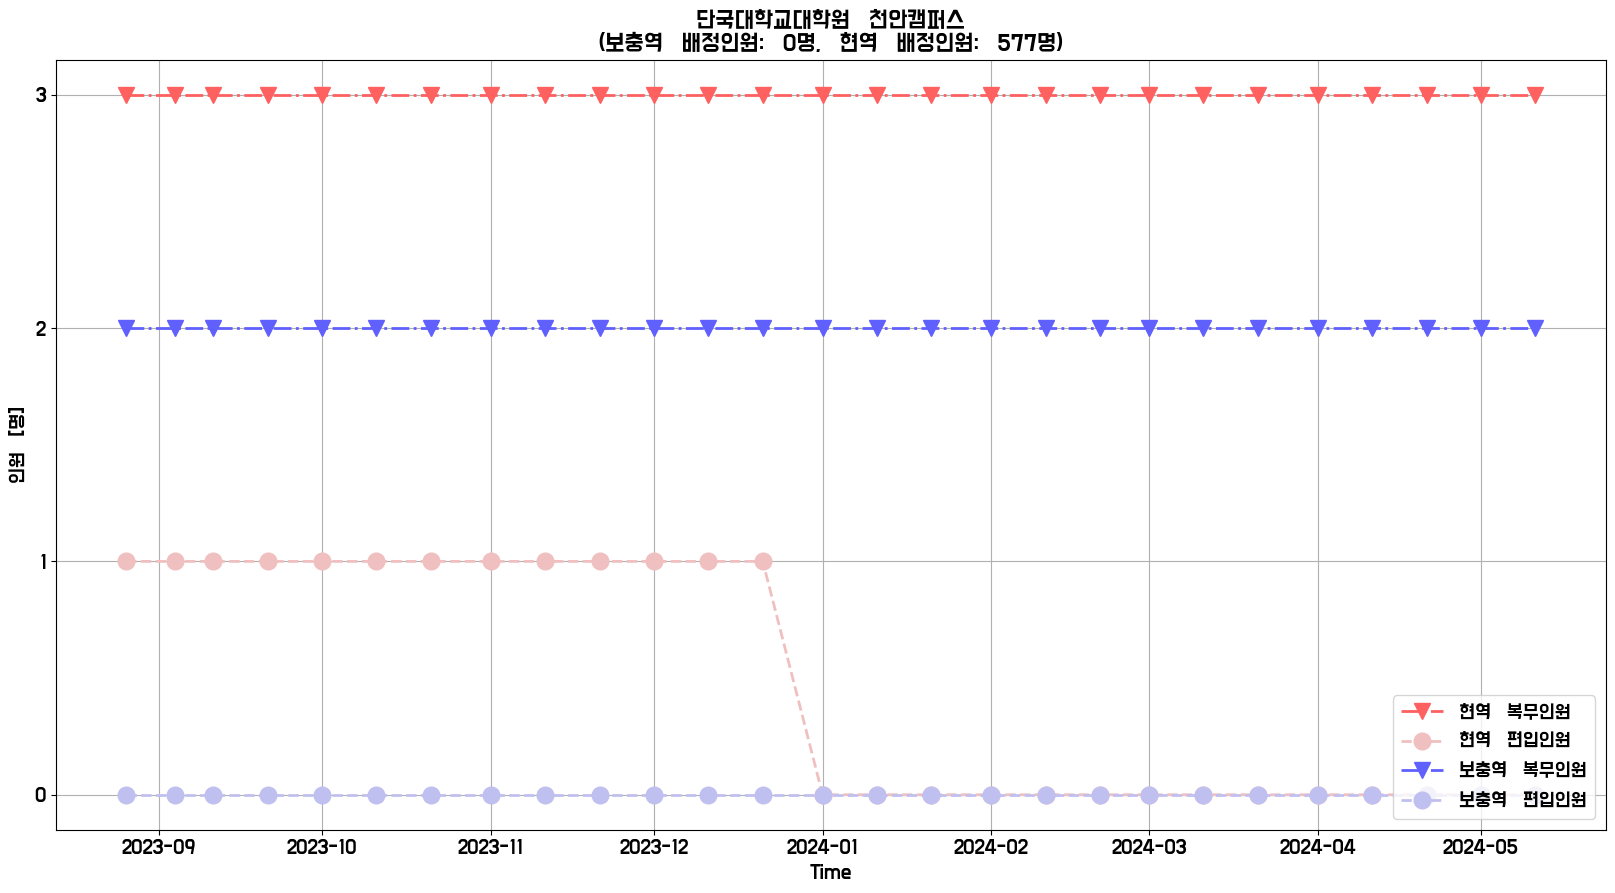 단국대학교대학원 천안캠퍼스
(보충역 배정인원: 0명, 현역 배정인원: 577명)
3
2
1
0
인원 [명]
2023-09 2023-10 2023-11 2023-12 2024-01 2024-02 2024-03 2024-04 2024-05
Time
현역 복무인원
현역 편입인원
보충역 복무인원
보충역 편입인원